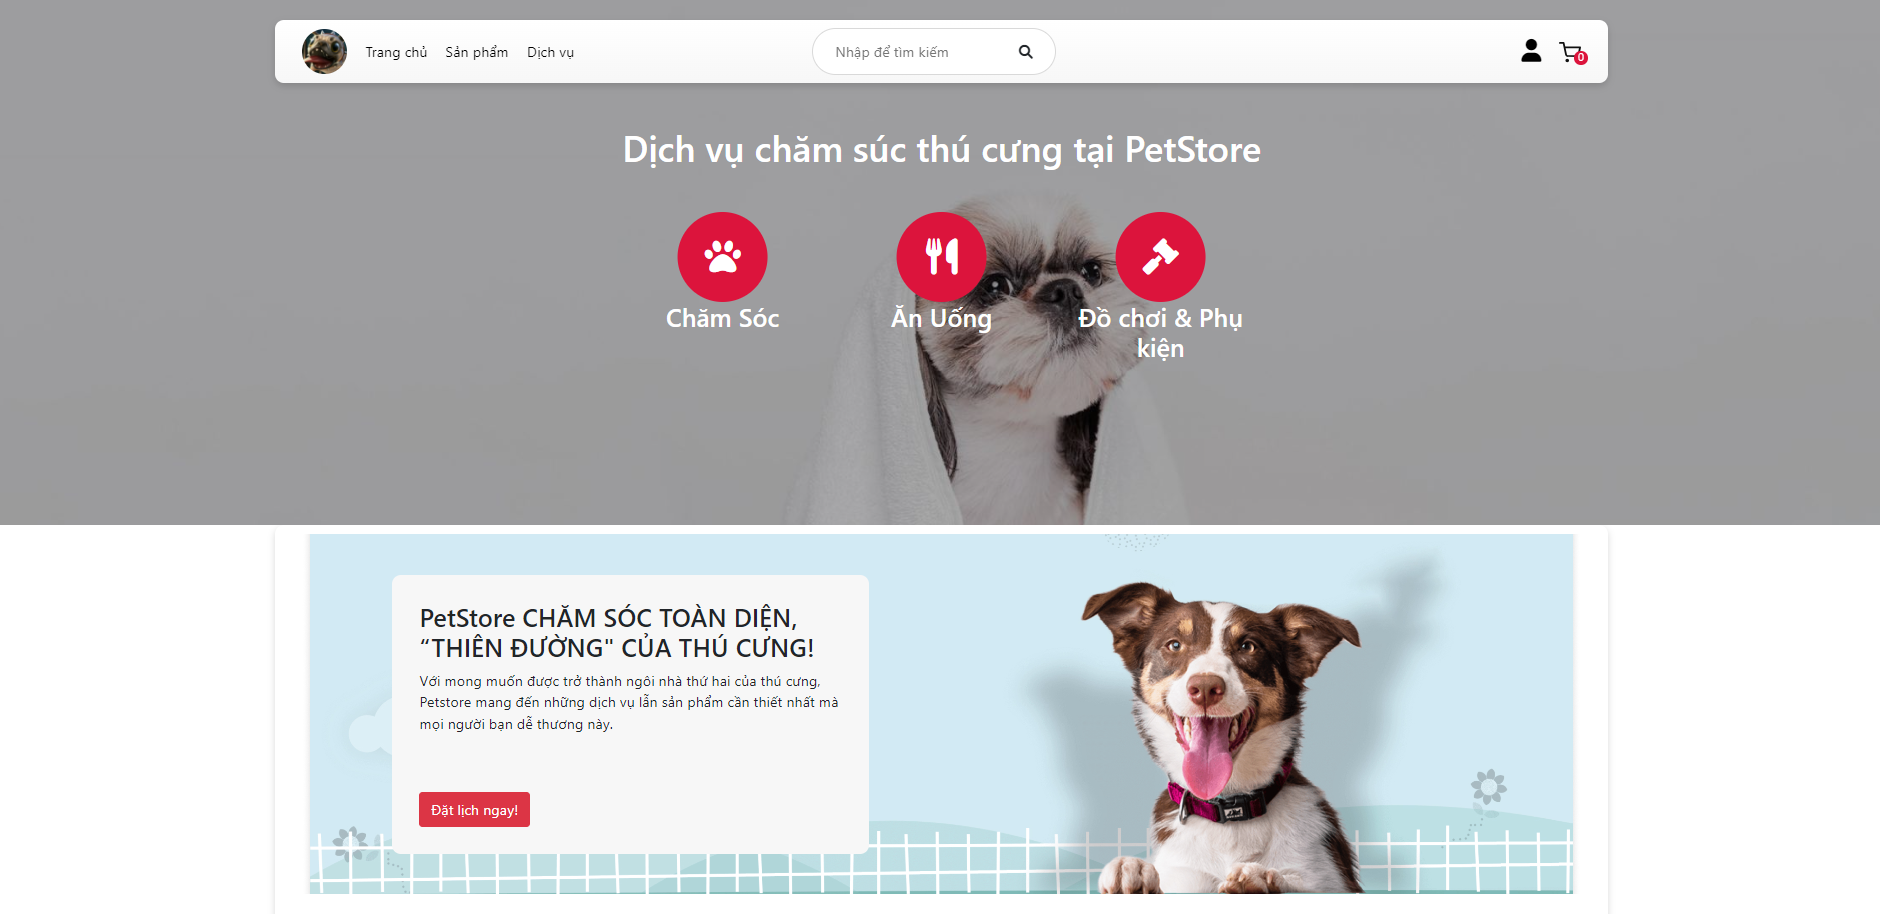 Trang chủ Sản phẩm Dịch vụ Nhập để tìm kiếm 0
Dịch vụ chăm súc thú cưng tại PetStore
Chăm Sóc
Ăn Uống
Đồ chơi & Phụ
kiện
PetStore CHĂM SÓC TOÀN DIỆN,
“THIÊN ĐƯỜNG" CỦA THÚ CƯNG!
Với mong muốn được trở thành ngôi nhà thứ hai của thú cưng,
Petstore mang đến những dịch vụ lẫn sản phẩm cần thiết nhất mà
mọi người bạn dễ thương này.
Đặt lịch ngay!